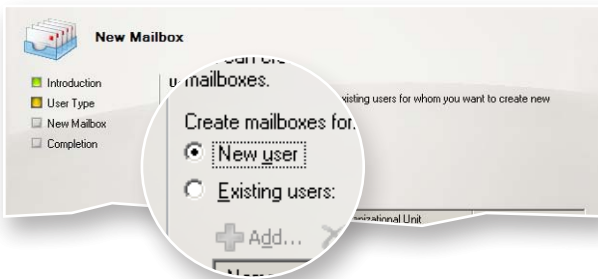 New Mailbox
Introduction
User Type
New Mailbox
Completion
can
mailboxes.
existing users for whom you want to create new
Create mailboxes for
New user
Existing users:
Add...
Organizational Unit